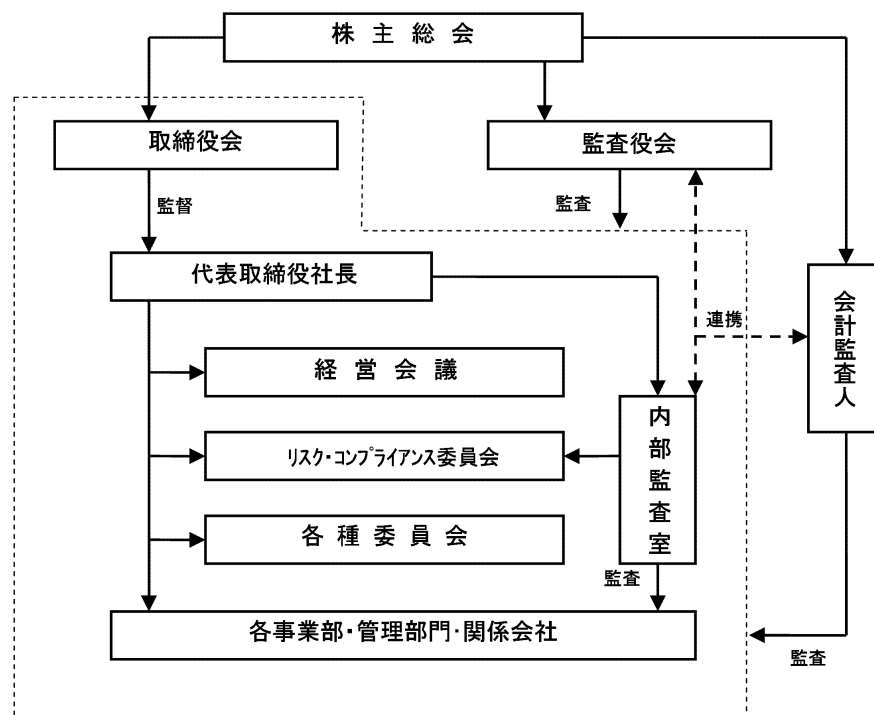 株主総会
取締役会
監査役会
監督
監査
代表取締役社長
会計監査人
連携
経営会議
内部監査室
リスク・コンプライアンス委員会
各種委員会
監査
各事業部・管理部門・関係会社
監査